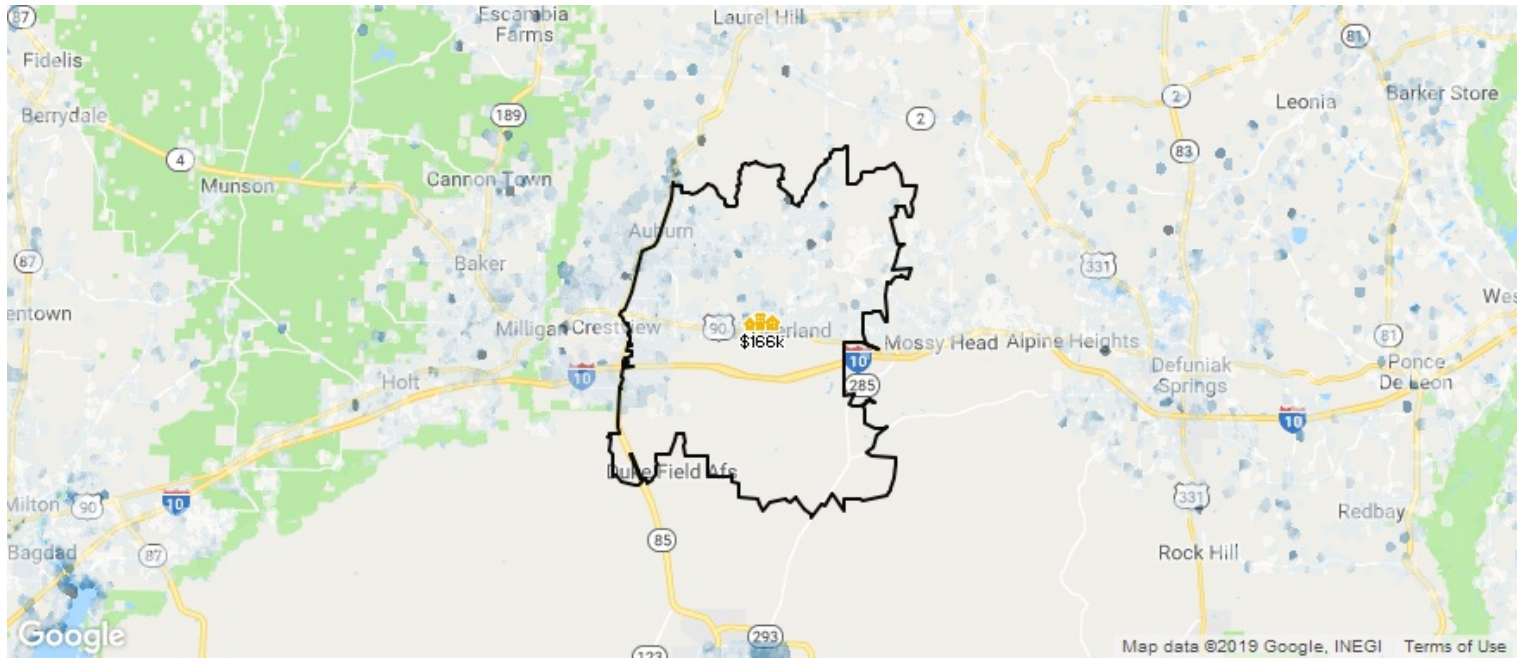 87
Escambia
Farms
Laurel Hill
81
Fidelis
Berrydale
189
2
2
Leonia
Barker Store
4
83
Munson
Cannon Town
Auburn
87
Baker
331
entown
Wes
Milligan
Crestview
90
erland
$166k
Mossy Head
Alpine Heights
81
10
Ponce
De Leon
10
Holt
285
Defuniak
Springs
10
Duke Field Afs
Milton
90
10
331
Redbay
Bagdad
87
85
Rock Hill
Google
293
123
Map data ©2019 Google, INEGI Terms of Use